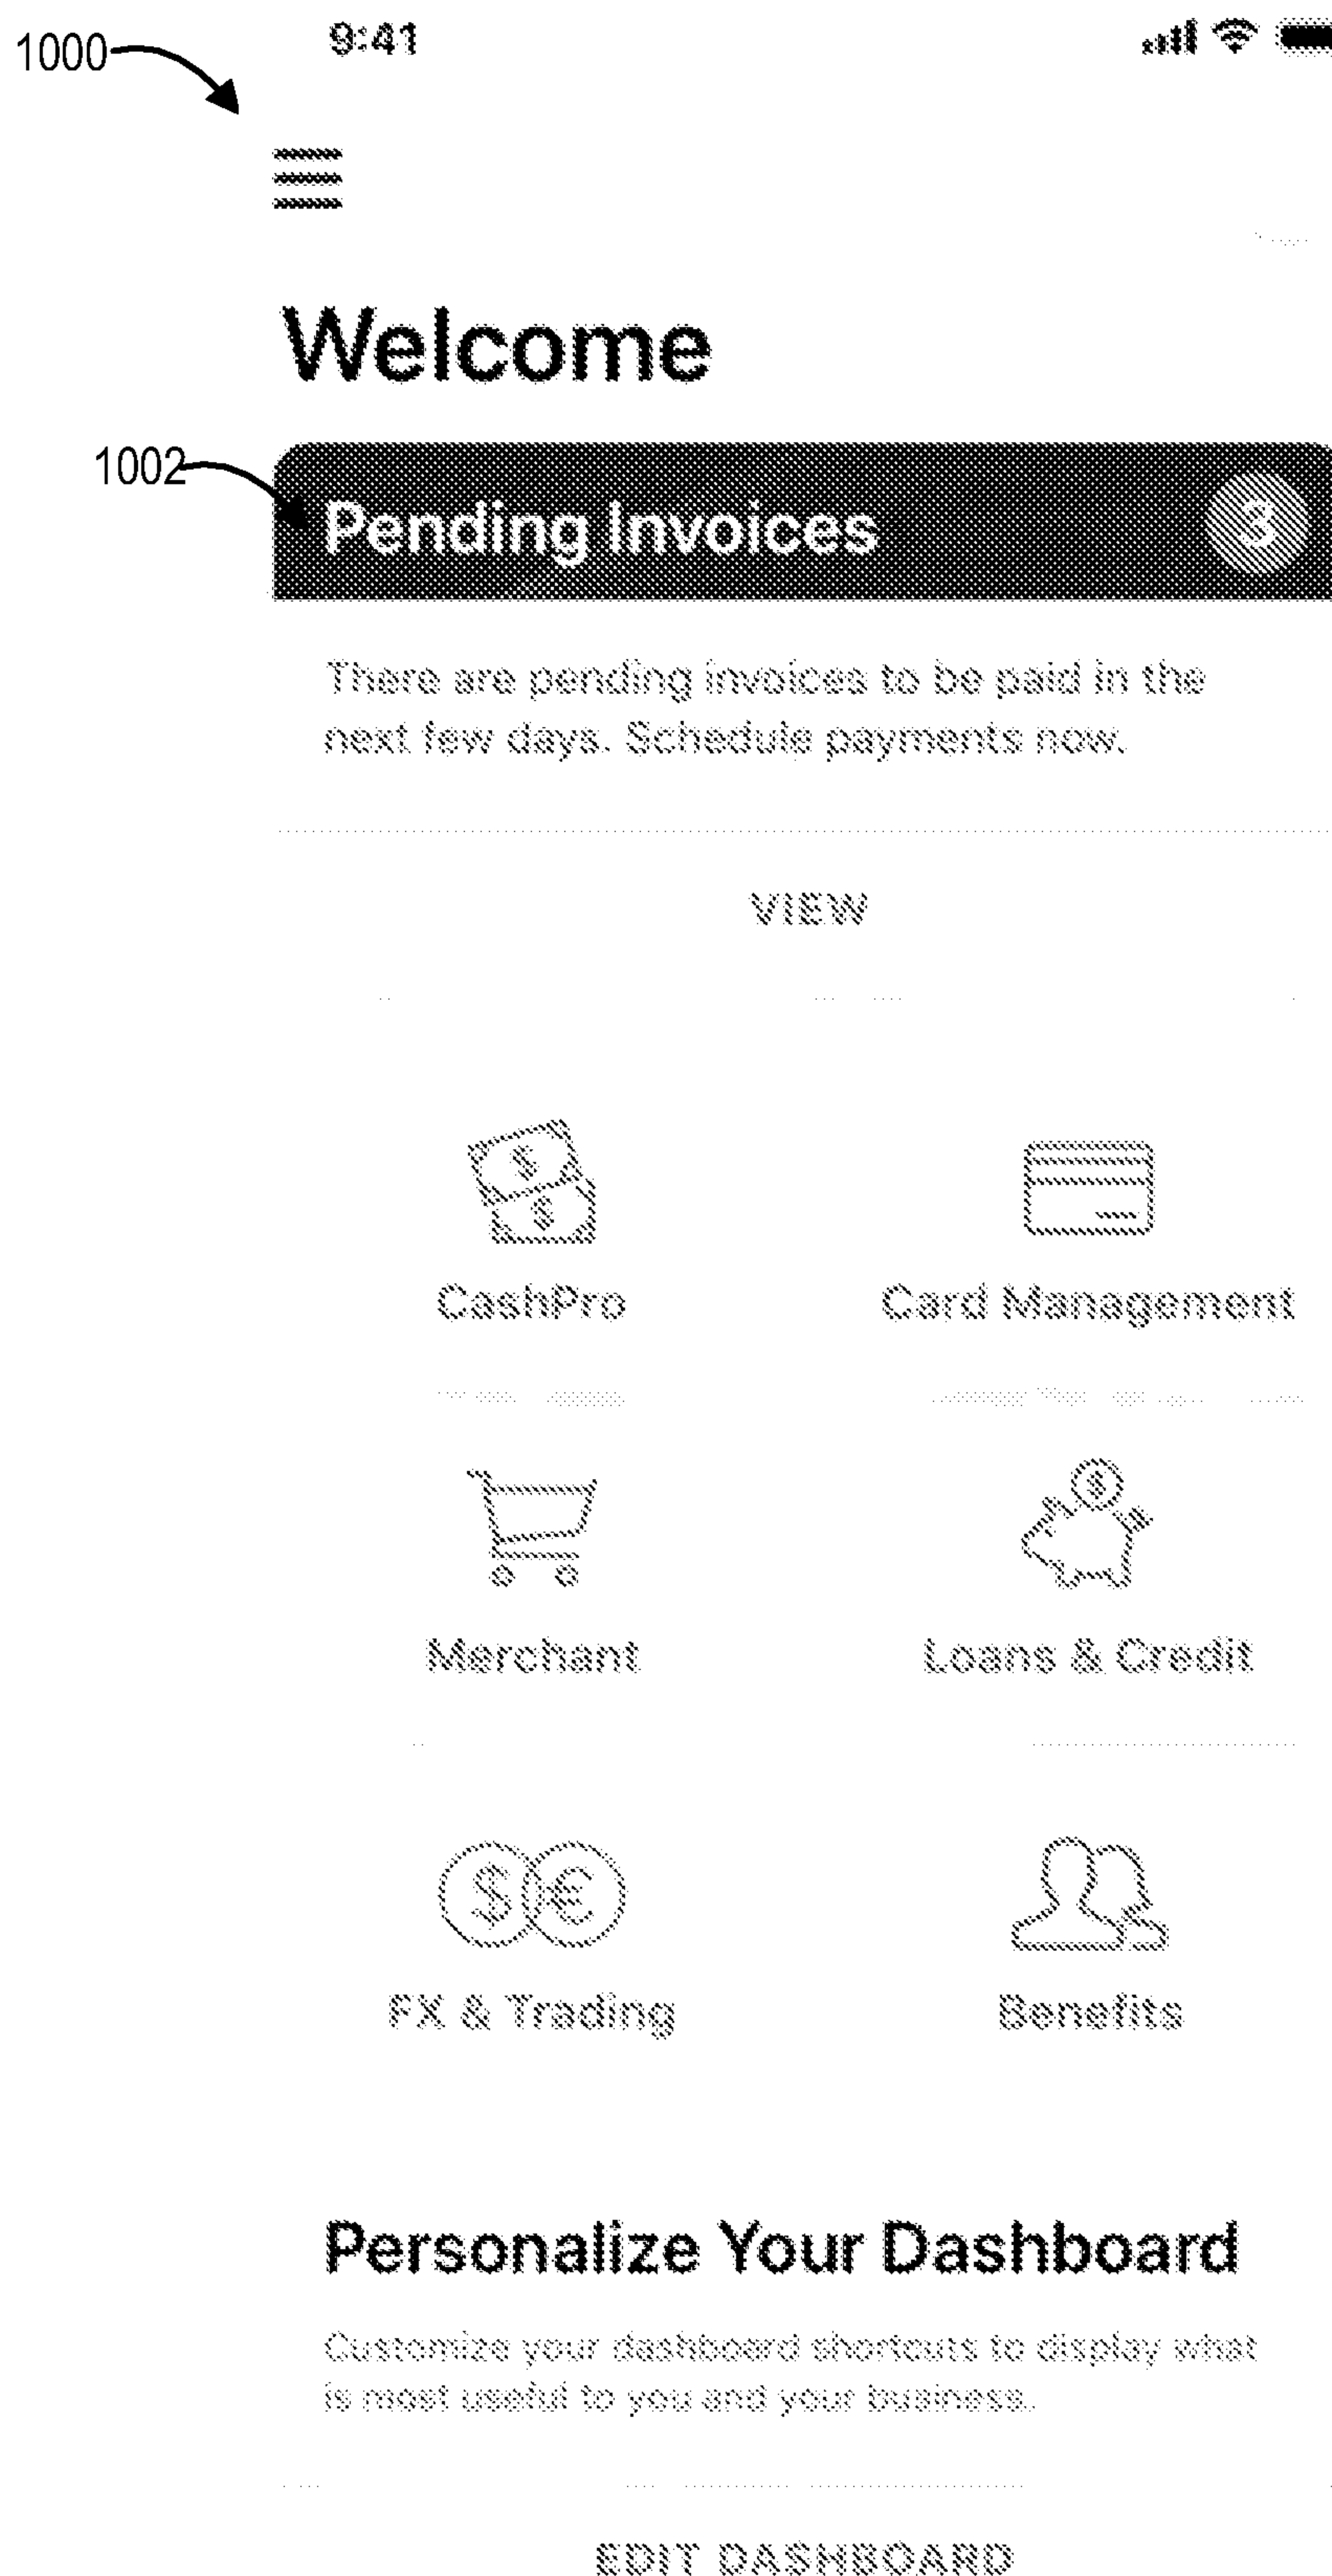 1000
9:41
Welcome
1002
Pending Invoices 3
There are pending invoices to be paid in the
next few days. Schedule payments now.
VIEW
CashPro Card Management
Merchant Loans & Credit
FX & Trading Benefits
Personalize Your Dashboard
Customize your dashboard shortcuts to display what
is most useful to you and your business.
EDIT DASHBOARD